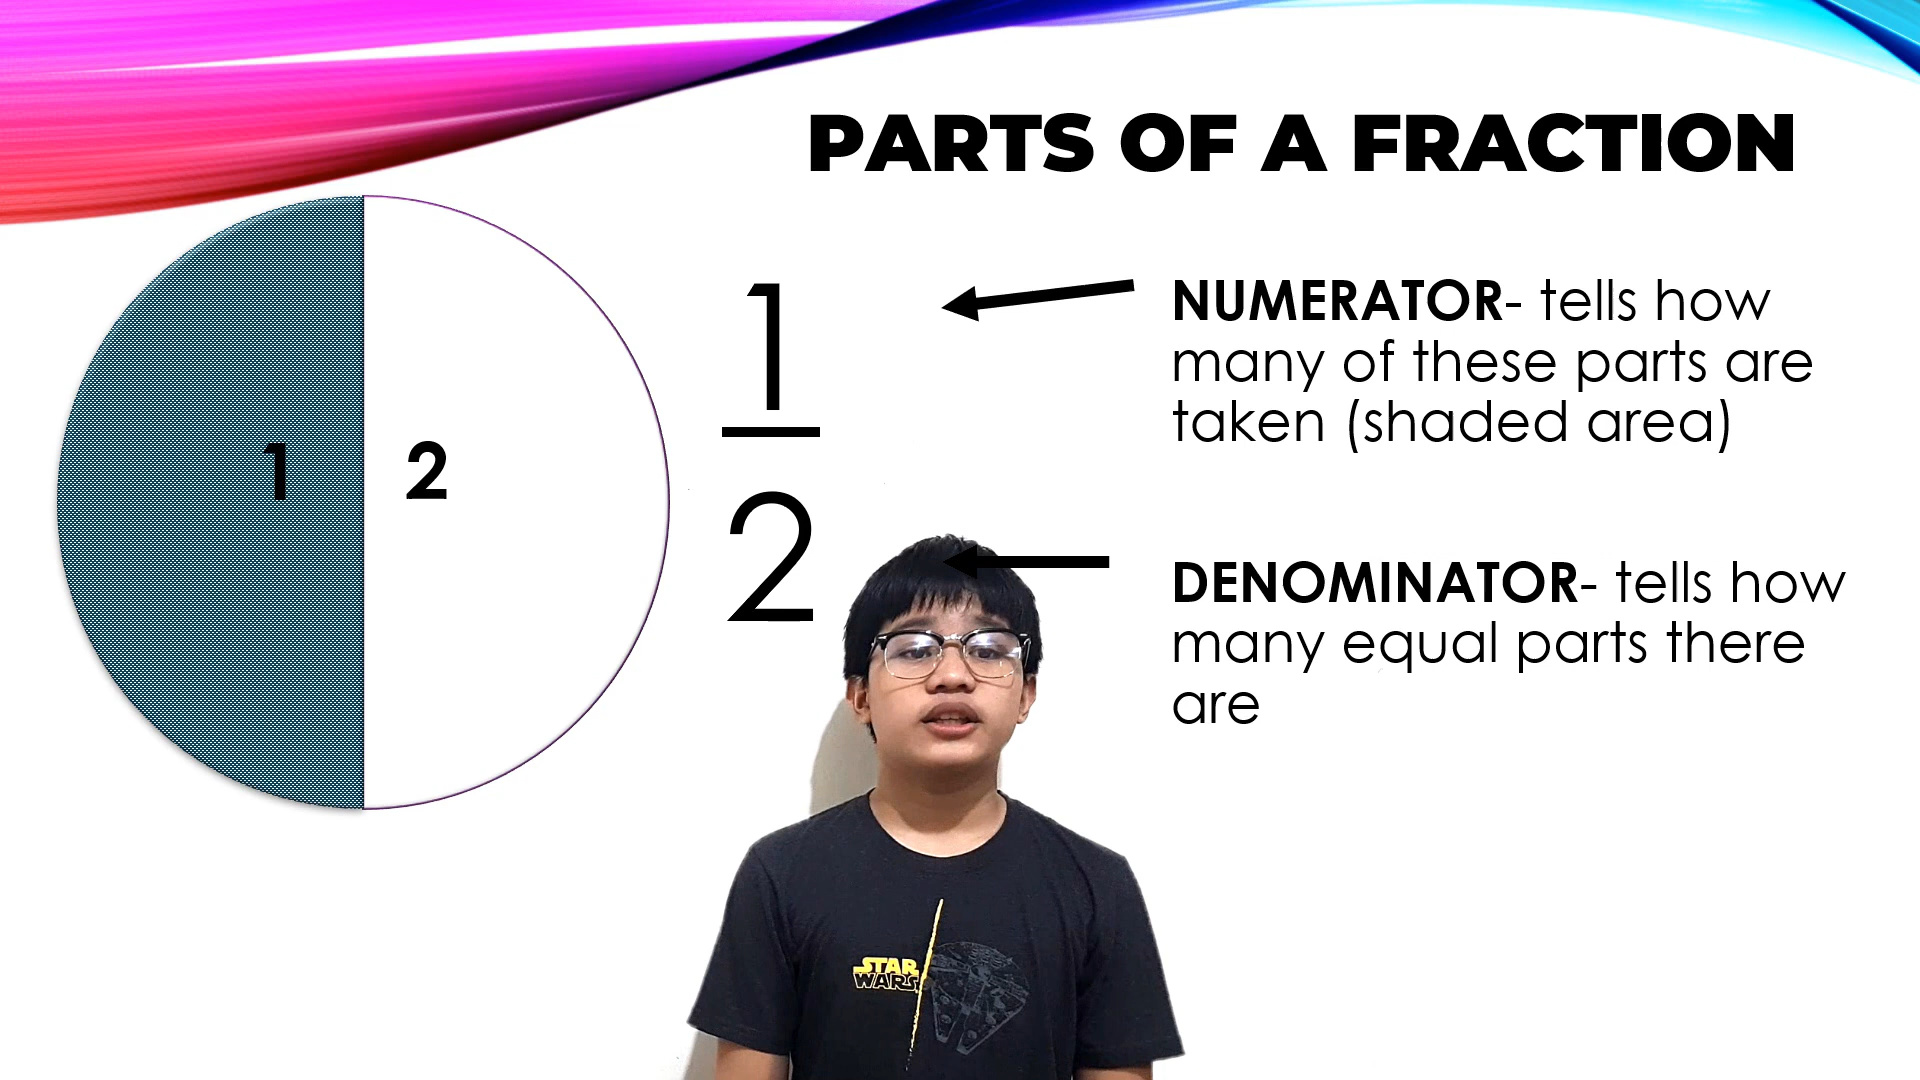 PARTS OF A FRACTION
1
2
1
2
NUMERATOR- tells how
many of these parts are
taken (shaded area)
DENOMINATOR- tells how
many equal parts there
are
STAR
WARS